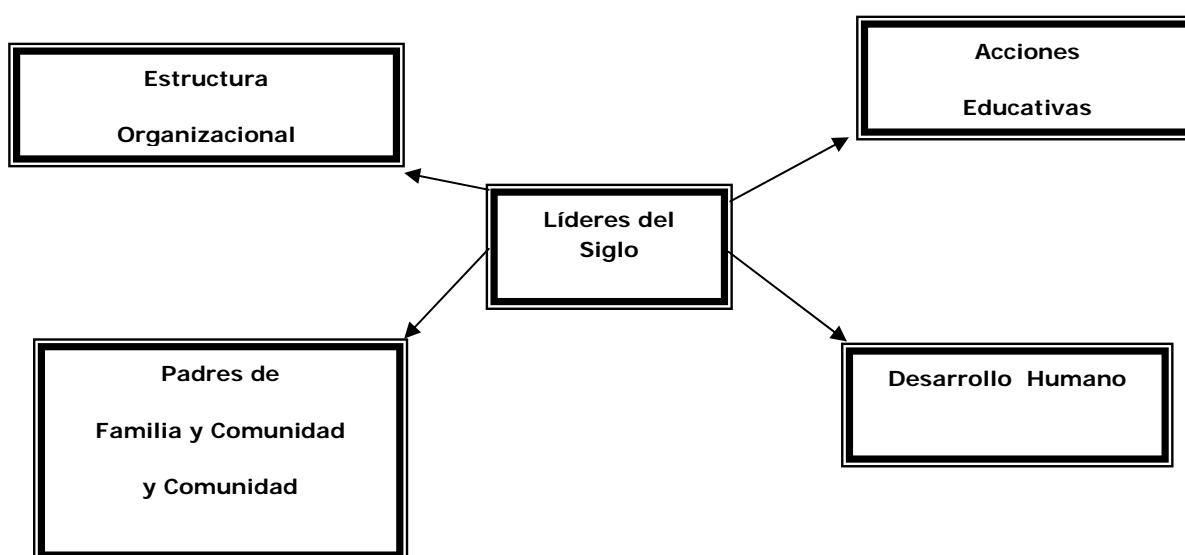 Estructura
Organizacional
Acciones
Educativas
Líderes del
Siglo
Padres de
Familia y Comunidad
y Comunidad
Desarrollo Humano